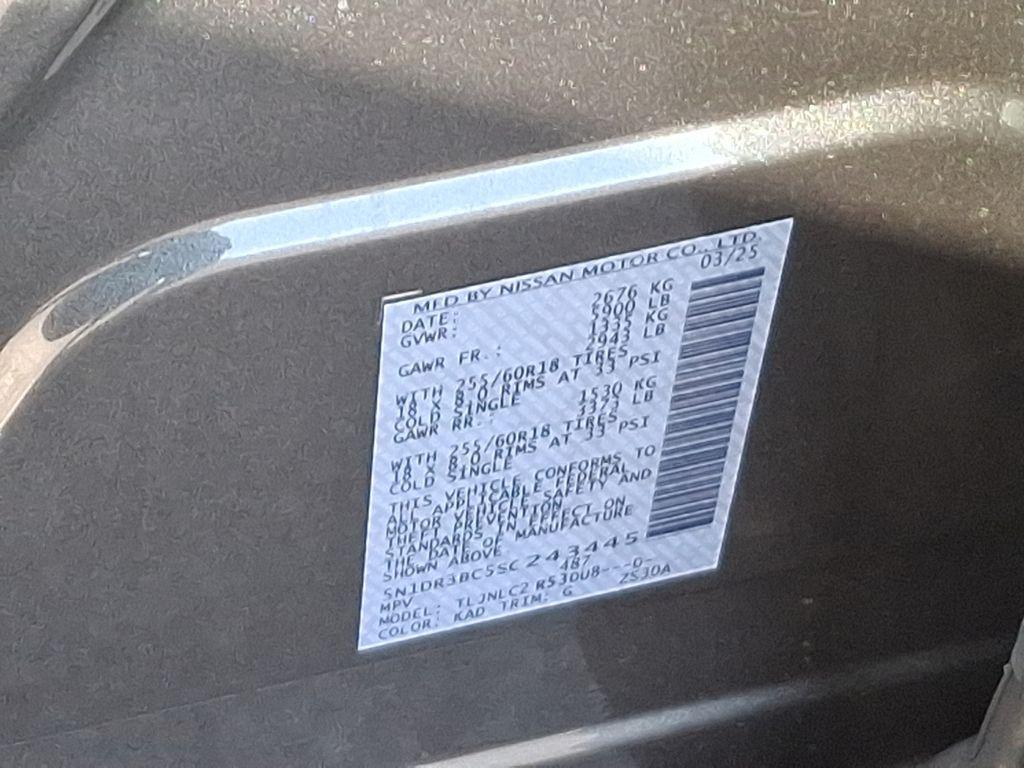 MFD BY NISSAN MOTOR CO., LTD.
DATE: 03/25
GVWR: 2676 KG
5900 LB
GAWR FR.: 1335 KG
2943 LB
WITH 255/60R18 TIRES
18 X 8.0 RIMS AT 33 PSI
COLD SINGLE
GAWR RR.: 1530 KG
LB
WITH 255/60R18 TIRES
18 X 8.0 RIMS AT 33 PSI
COLD SINGLE
THIS VEHICLE CONFORMS TO
ALL APPLICABLE FEDERAL
MOTOR VEHICLE SAFETY AND
THEFT PREVENTION
STANDARDS IN EFFECT ON
THE DATE OF MANUFACTURE
SHOWN ABOVE
5N1DR3BC5SC243445
MPV 487
MODEL: TLJNLC2 R53DU8---D-
COLOR: KAD TRIM: G ZS30A